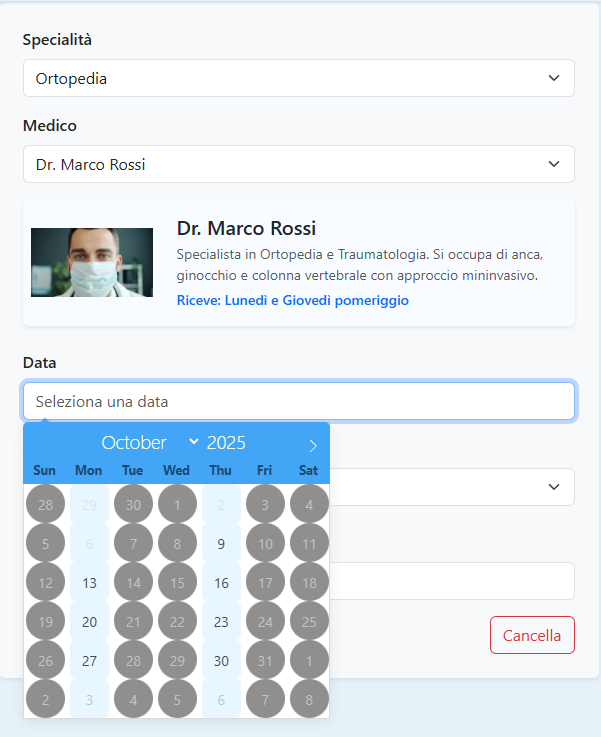 Specialità
Ortopedia
Medico
Dr. Marco Rossi
Dr. Marco Rossi
Specialista in Ortopedia e Traumatologia. Si occupa di anca,
ginocchio e colonna vertebrale con approccio mininvasivo.
Riceve: Lunedì e Giovedì pomeriggio
Data
Seleziona una data
October 2025
Sun Mon Tue Wed Thu Fri Sat
28 29 30 1 2 3 4
5 6 7 8 9 10 11
12 13 14 15 16 17 18
19 20 21 22 23 24 25
26 27 28 29 30 31 1
2 3 4 5 6 7 8
Cancella